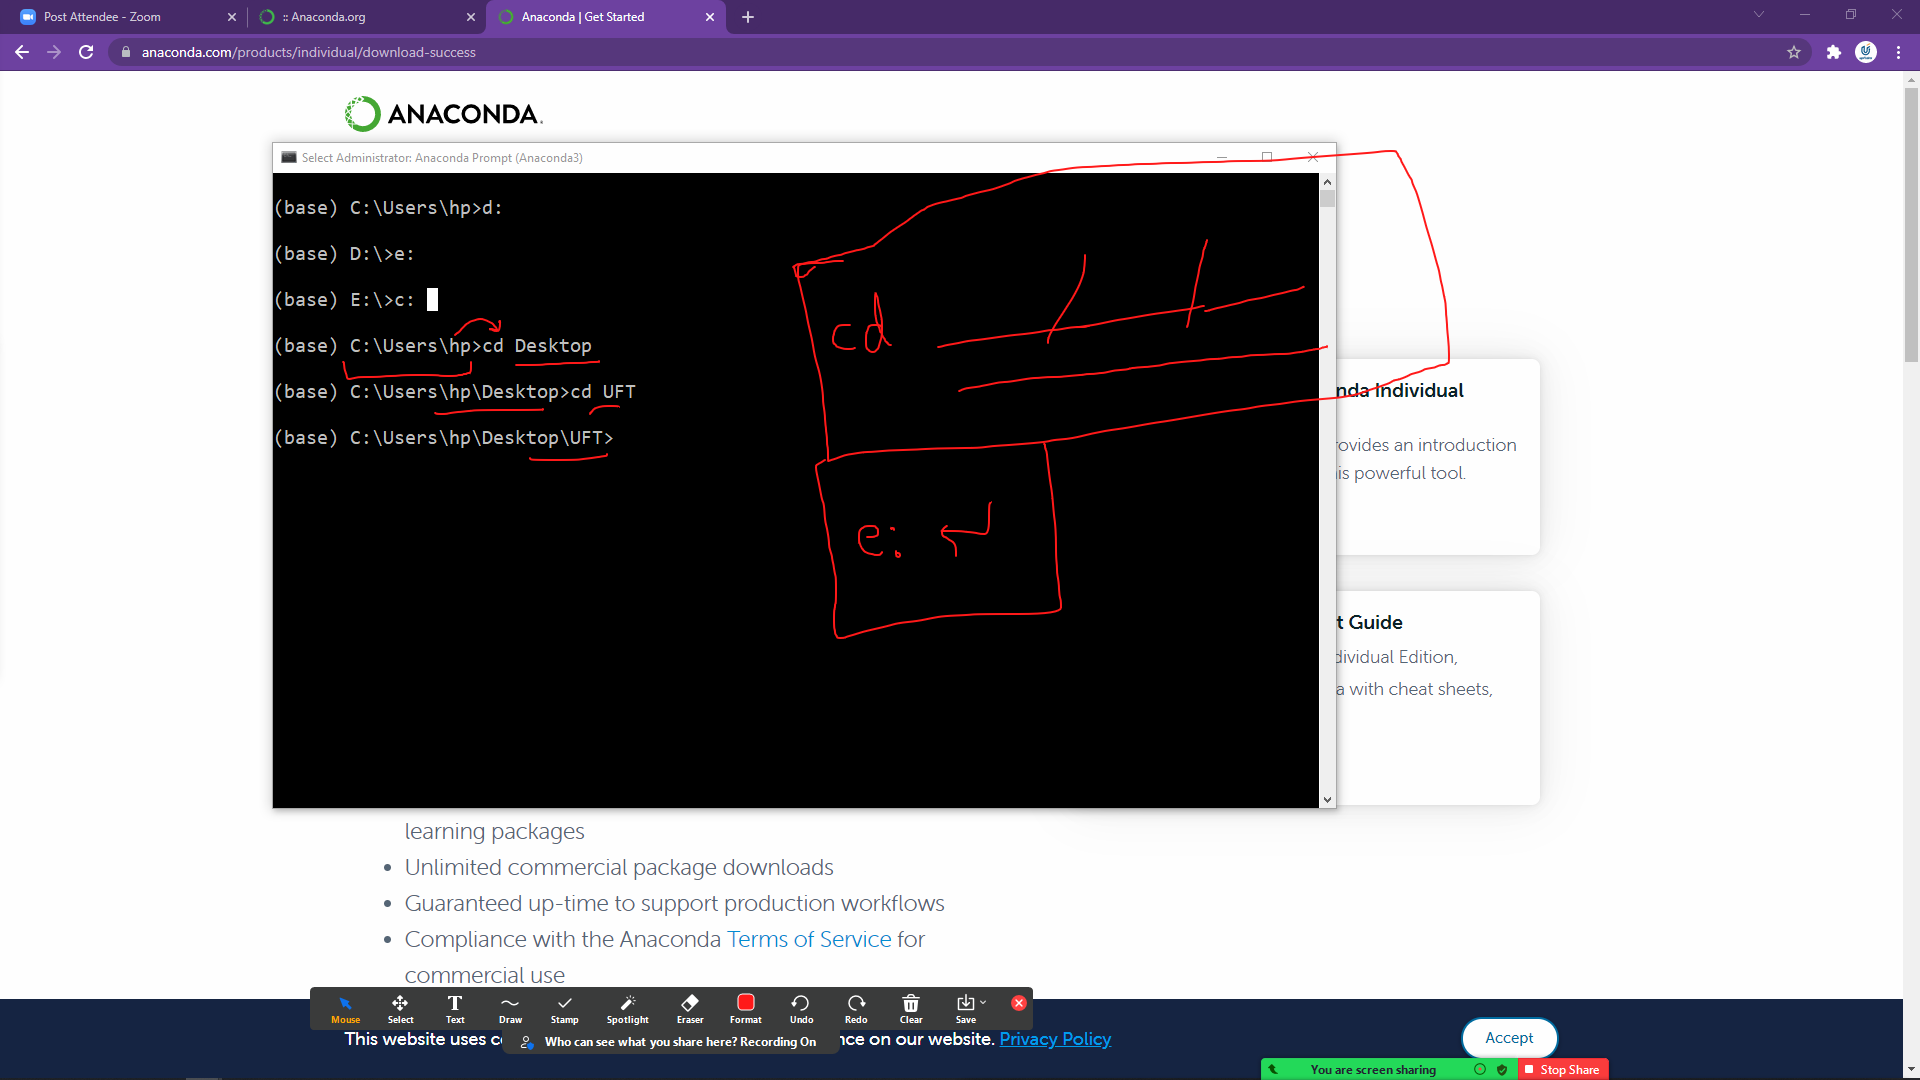 Post Attendee - Zoom
:: Anaconda.org
Anaconda | Get Started
anaconda.com/products/individual/download-success
ANACONDA.
Select Administrator: Anaconda Prompt (Anaconda3)
(base) C:\Users\hp>d:
(base) D:\>e:
(base) E:\>c:
(base) C:\Users\hp>cd Desktop
(base) C:\Users\hp\Desktop>cd UFT
(base) C:\Users\hp\Desktop\UFT>
cd
e:
nda Individual
rovides an introduction
is powerful tool.
t Guide
dividual Edition,
a with cheat sheets,
learning packages
• Unlimited commercial package downloads
• Guaranteed up-time to support production workflows
• Compliance with the Anaconda Terms of Service for
commercial use
Mouse Select Text Draw Stamp Spotlight Eraser Format Undo Redo Clear Save
This website uses c nce on our website. Privacy Policy
Accept
Who can see what you share here? Recording On
You are screen sharing
Stop Share